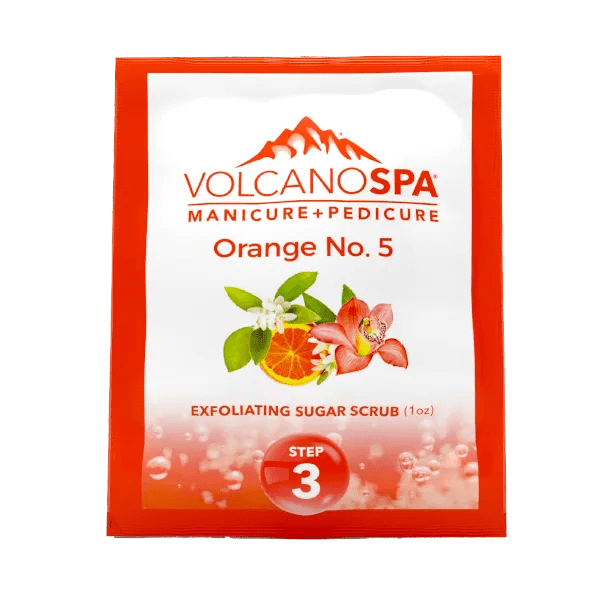 VOLCANOSPA®
MANICURE+PEDICURE
Orange No. 5
EXFOLIATING SUGAR SCRUB (1oz)
STEP
3